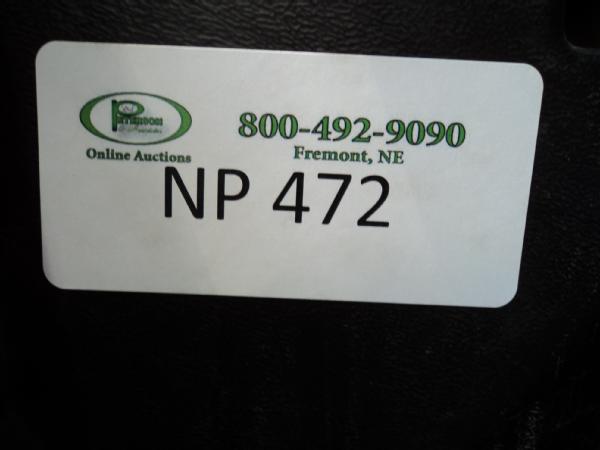 800-492-9090
Fremont, NE
Online Auctions
NP 472